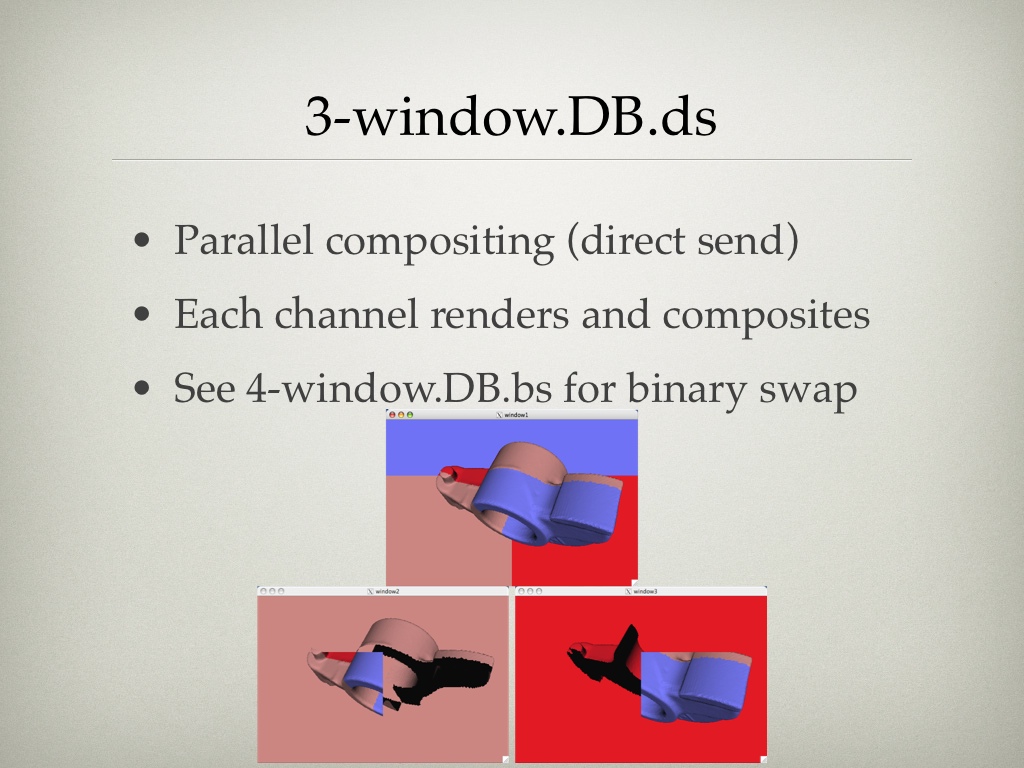 3-window.DB.ds
• Parallel compositing (direct send)
• Each channel renders and composites
• See 4-window.DB.bs for binary swap
window1
window2
window3